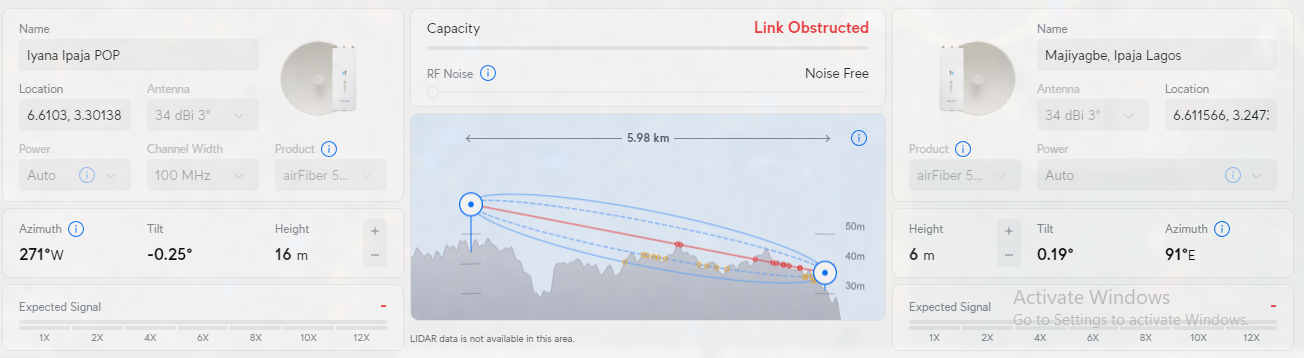 Name
Iyana Ipaja POP
Location
Antenna
6.6103, 3.30138
34 dBi 3°
Power
Channel Width
Product
Auto
100 MHz
airFiber 5...
Azimuth
Tilt
Height
271°W
-0.25°
16 m
+
−
Expected Signal
-
1X 2X 4X 6X 8X 10X 12X
Capacity
Link Obstructed
RF Noise
Noise Free
5.98 km
50m
40m
30m
LIDAR data is not available in this area.
Name
Majiyagbe, Ipaja Lagos
Antenna
Location
34 dBi 3°
6.611566, 3.247
Product
Power
airFiber 5...
Auto
Height
Tilt
Azimuth
6 m
+
−
0.19°
91°E
Expected Signal
-
1X 2X 4X 6X 8X 10X 12X
Activate Windows
Go to Settings to activate Windows.